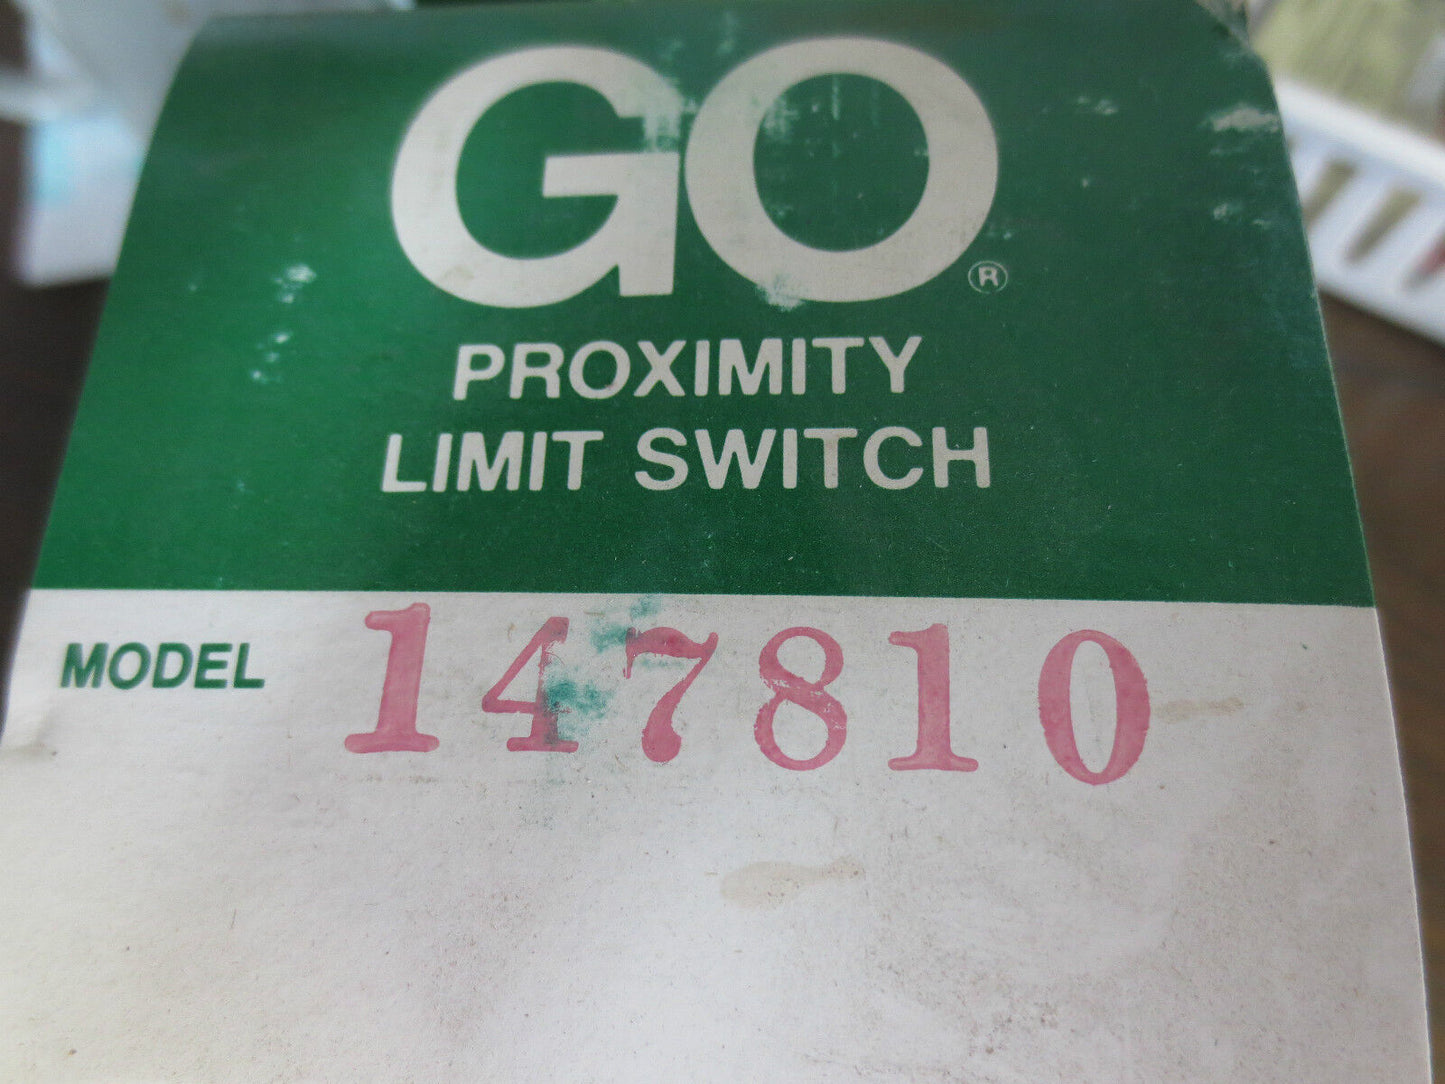 GO®
PROXIMITY
LIMIT SWITCH
MODEL 147810